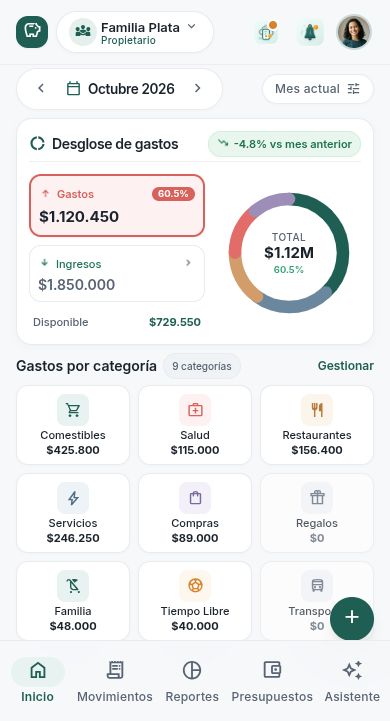 Familia Plata
Propietario
Octubre 2026
Mes actual
Desglose de gastos
-4.8% vs mes anterior
Gastos
60.5%
$1.120.450
Ingresos
$1.850.000
Disponible
$729.550
TOTAL
$1.12M
60.5%
Gastos por categoría
9 categorías
Gestionar
Comestibles
$425.800
Salud
$115.000
Restaurantes
$156.400
Servicios
$246.250
Compras
$89.000
Regalos
$0
Familia
$48.000
Tiempo Libre
$40.000
$0
Inicio
Movimientos
Reportes
Presupuestos
Asistente